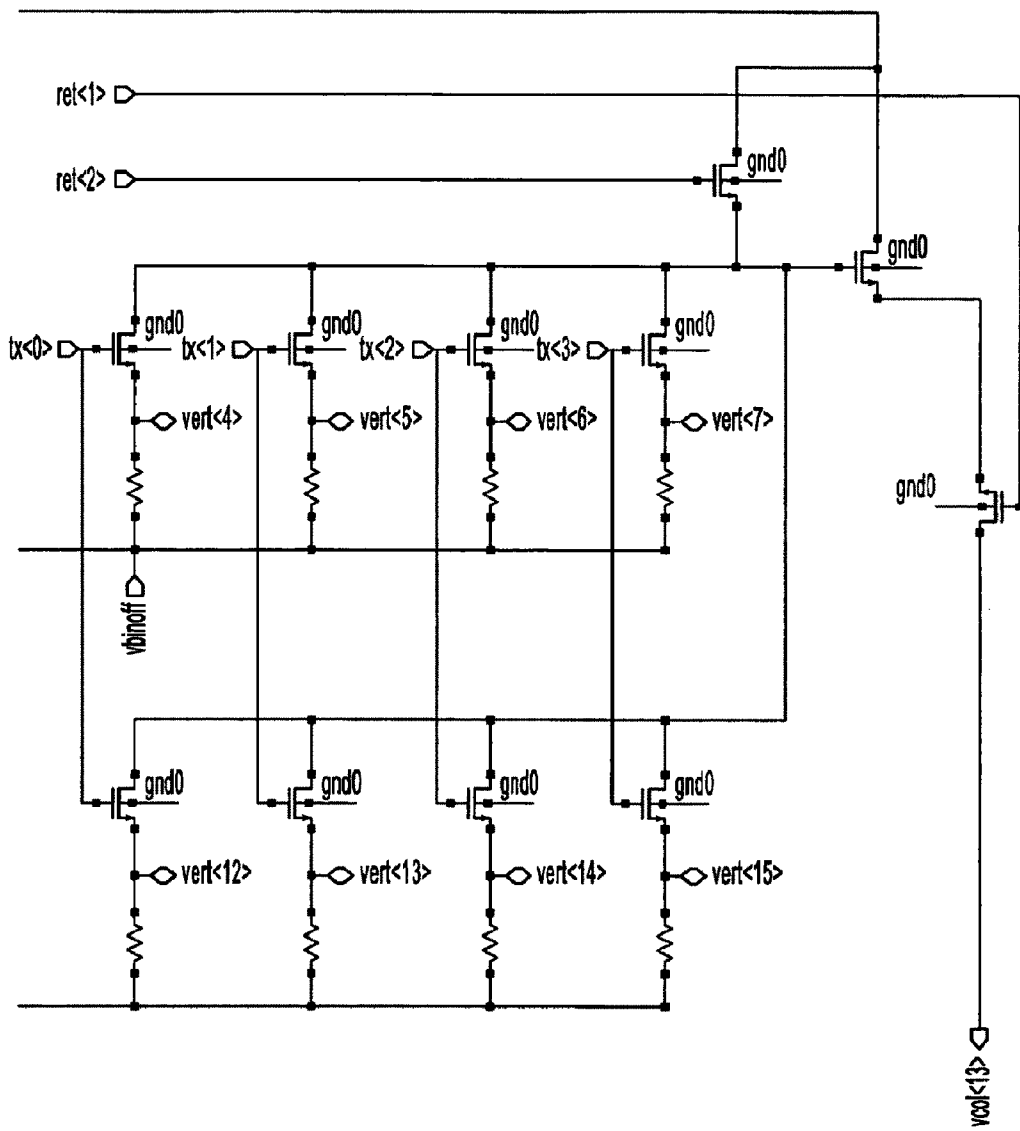 ret<1>
ret<2>
gnd0
gnd0
tx<0>
gnd0
tx<1>
gnd0
tx<2>
gnd0
tx<3>
gnd0
vert<4>
vert<5>
vert<6>
vert<7>
gnd0
vbinoff
gnd0
gnd0
gnd0
gnd0
vert<12>
vert<13>
vert<14>
vert<15>
vcol<13>